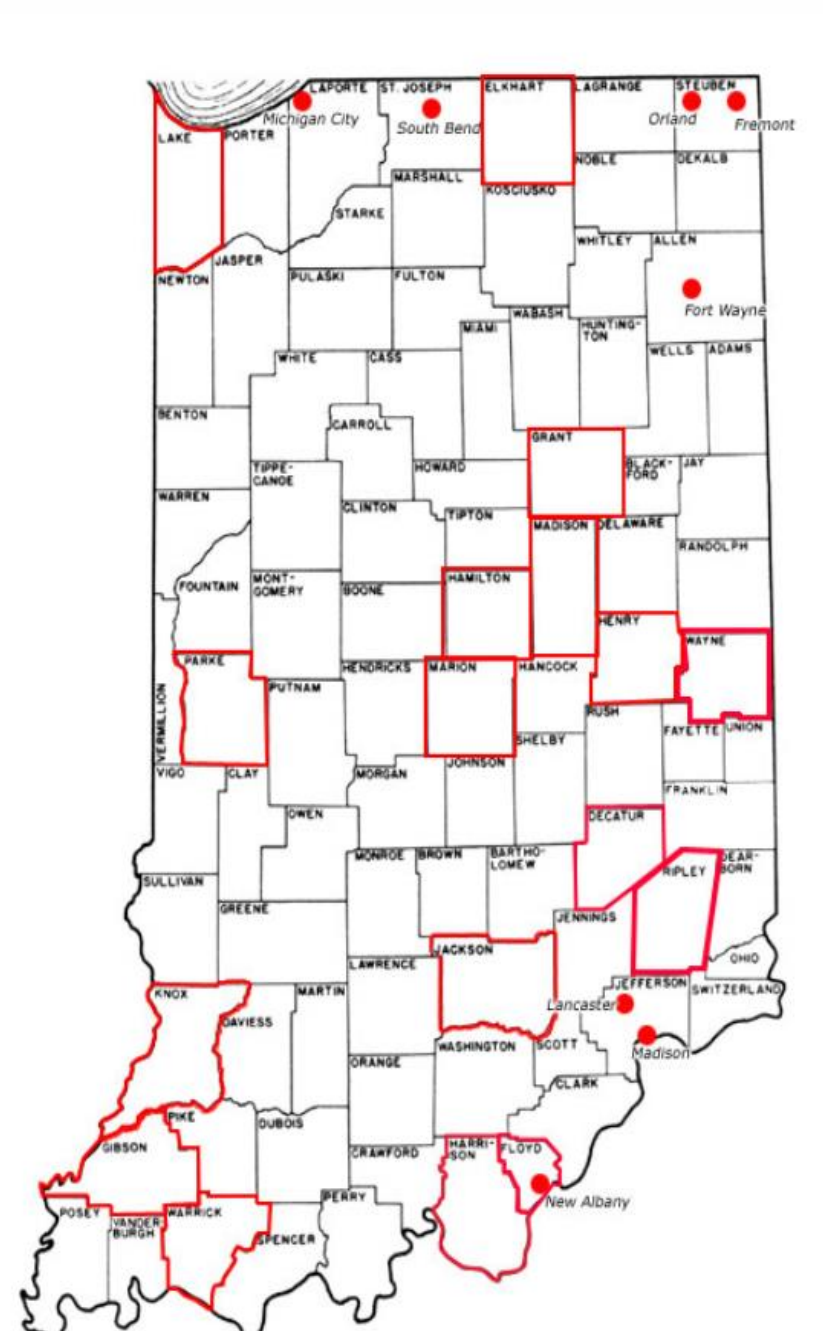 LAPORTE
ST. JOSEPH
ELKHART
LAGRANGE
STEUBEN
Michigan City
South Bend
Orland
Fremont
LAKE
PORTER
NOBLE
DEKALB
MARSHALL
KOSCIUSKO
STARKE
WHITLEY
ALLEN
JASPER
NEWTON
PULASKI
FULTON
Fort Wayne
WABASH
HUNTING-
TON
MIAMI
WELLS
ADAMS
WHITE
CASS
BENTON
CARROLL
GRANT
TIPPE-
CANOE
HOWARD
BLACK-
FORD
JAY
WARREN
CLINTON
TIPTON
MADISON
DELAWARE
RANDOLPH
FOUNTAIN
MONT-
GOMERY
BOONE
HAMILTON
HENRY
WAYNE
PARKE
HENDRICKS
MARION
HANCOCK
VERMILLION
PUTNAM
RUSH
FAYETTE
UNION
SHELBY
VIGO
CLAY
MORGAN
JOHNSON
FRANKLIN
OWEN
DECATUR
MONROE
BROWN
BARTHO-
LOMEW
DEAR-
BORN
RIPLEY
SULLIVAN
GREENE
JENNINGS
JACKSON
LAWRENCE
OHIO
JEFFERSON
SWITZERLAND
KNOX
MARTIN
DAVIESS
Lancaster
WASHINGTON
SCOTT
Madison
ORANGE
CLARK
PIKE
DUBOIS
GIBSON
CRAWFORD
HARRI-
SON
FLOYD
PERRY
New Albany
POSEY
VANDER-
BURGH
WARRICK
SPENCER